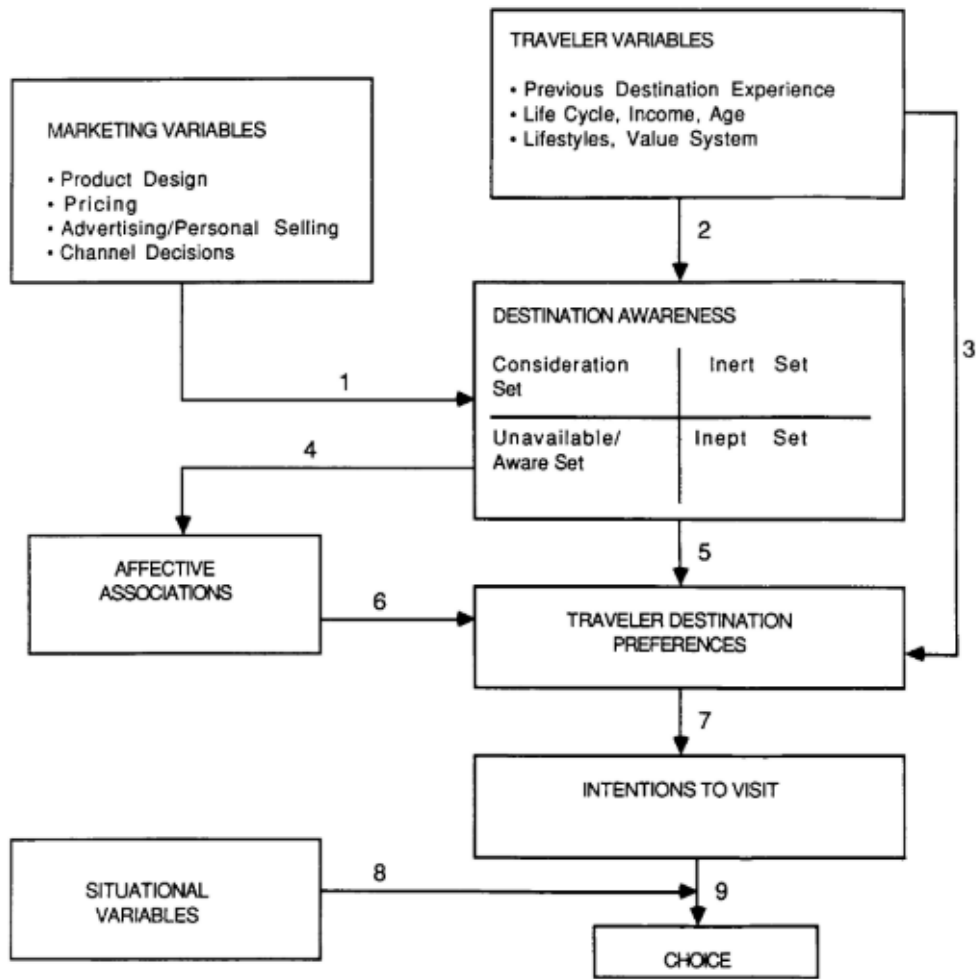 TRAVELER VARIABLES
• Previous Destination Experience
• Life Cycle, Income, Age
• Lifestyles, Value System
MARKETING VARIABLES
• Product Design
• Pricing
• Advertising/Personal Selling
• Channel Decisions
2
3
1
DESTINATION AWARENESS
Consideration
Set
Inert Set
Unavailable/
Aware Set
Inept Set
4
5
AFFECTIVE
ASSOCIATIONS
6
TRAVELER DESTINATION
PREFERENCES
7
INTENTIONS TO VISIT
SITUATIONAL
VARIABLES
8
9
CHOICE